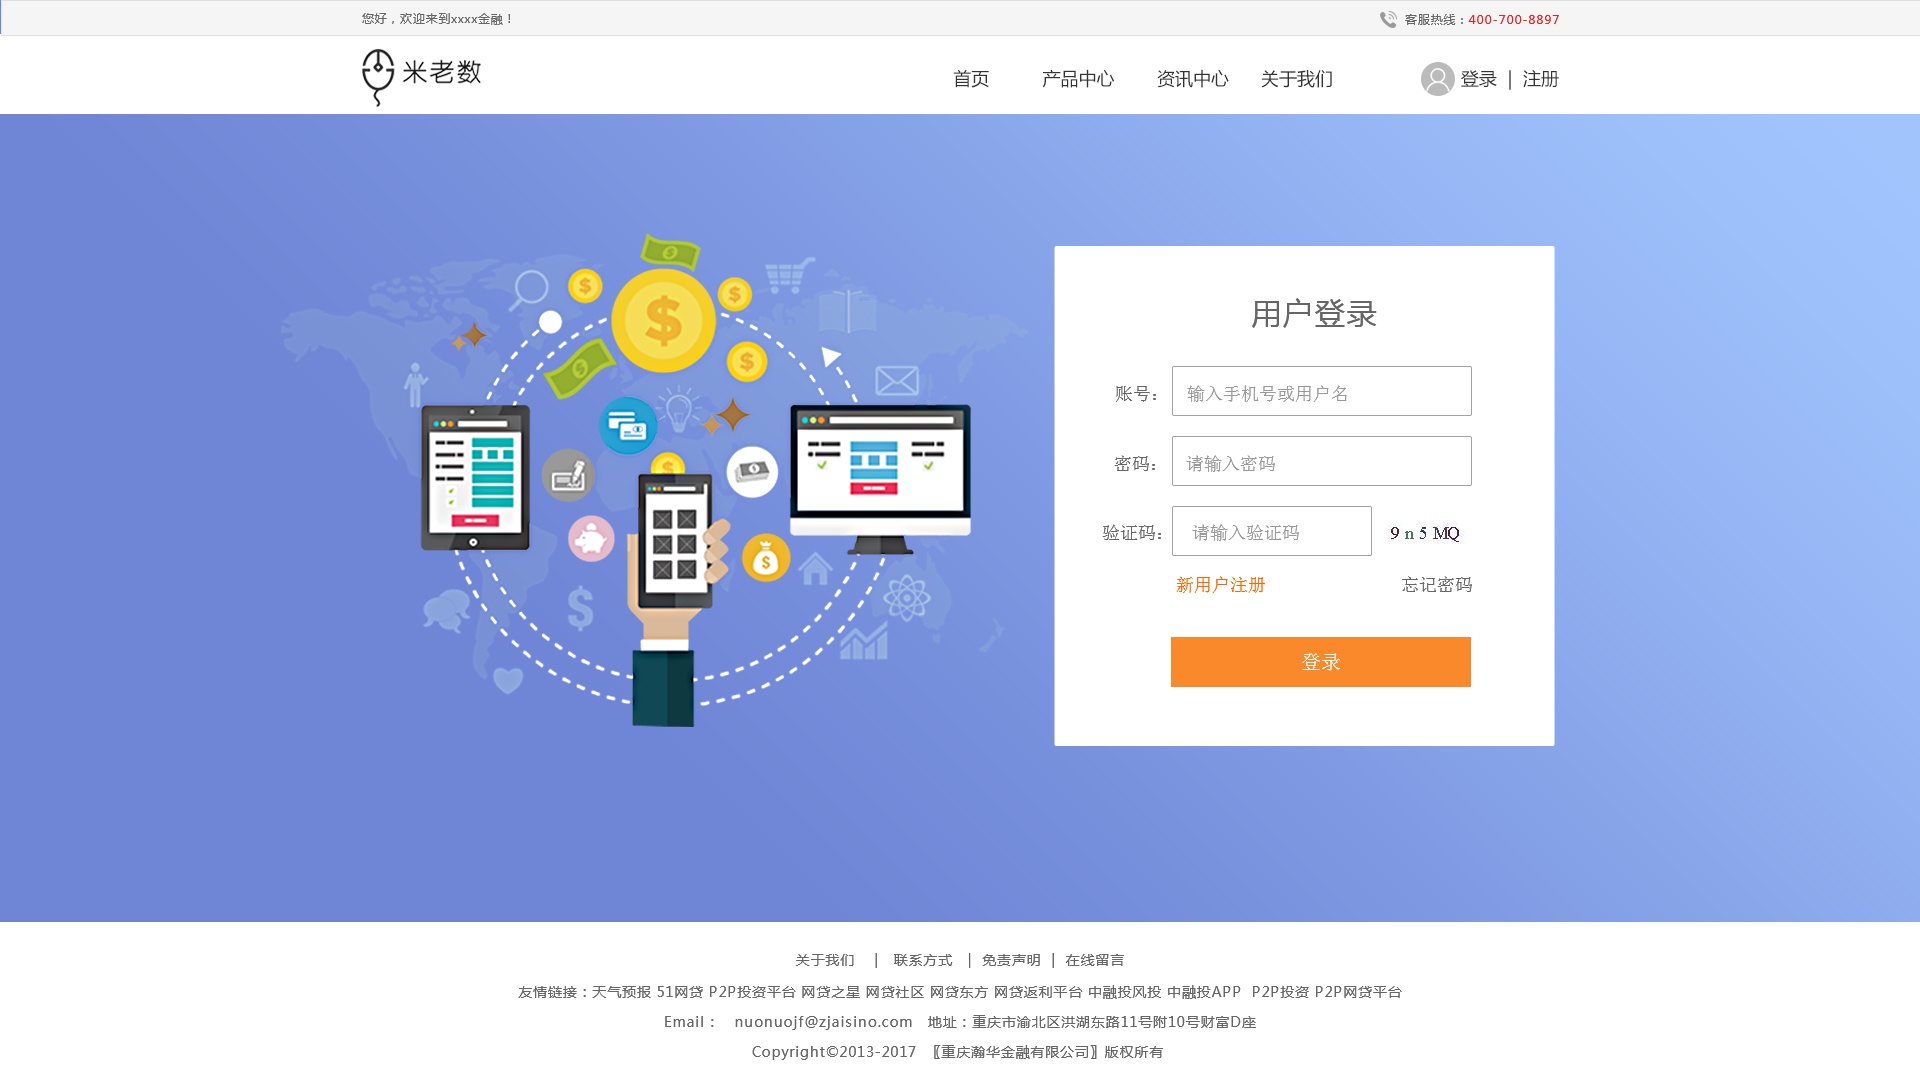 您好，欢迎来到xxxx金融！
客服热线：400-700-8897
米老数
首页 产品中心 资讯中心 关于我们
登录 | 注册
用户登录
账号： 输入手机号或用户名
密码： 请输入密码
验证码： 请输入验证码 9 n 5 MQ
新用户注册 忘记密码
登录
关于我们 | 联系方式 | 免责声明 | 在线留言
友情链接：天气预报 51网贷 P2P投资平台 网贷之星 网贷社区 网贷东方 网贷返利平台 中融投风投 中融投APP P2P投资 P2P网贷平台
Email： nuonuojf@zjaisino.com 地址：重庆市渝北区洪湖东路11号附10号财富D座
Copyright©2013-2017 〖重庆瀚华金融有限公司〗版权所有